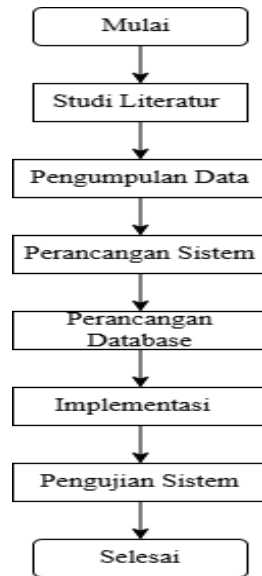 Mulai
Studi Literatur
Pengumpulan Data
Perancangan Sistem
Perancangan
Database
Implementasi
Pengujian Sistem
Selesai